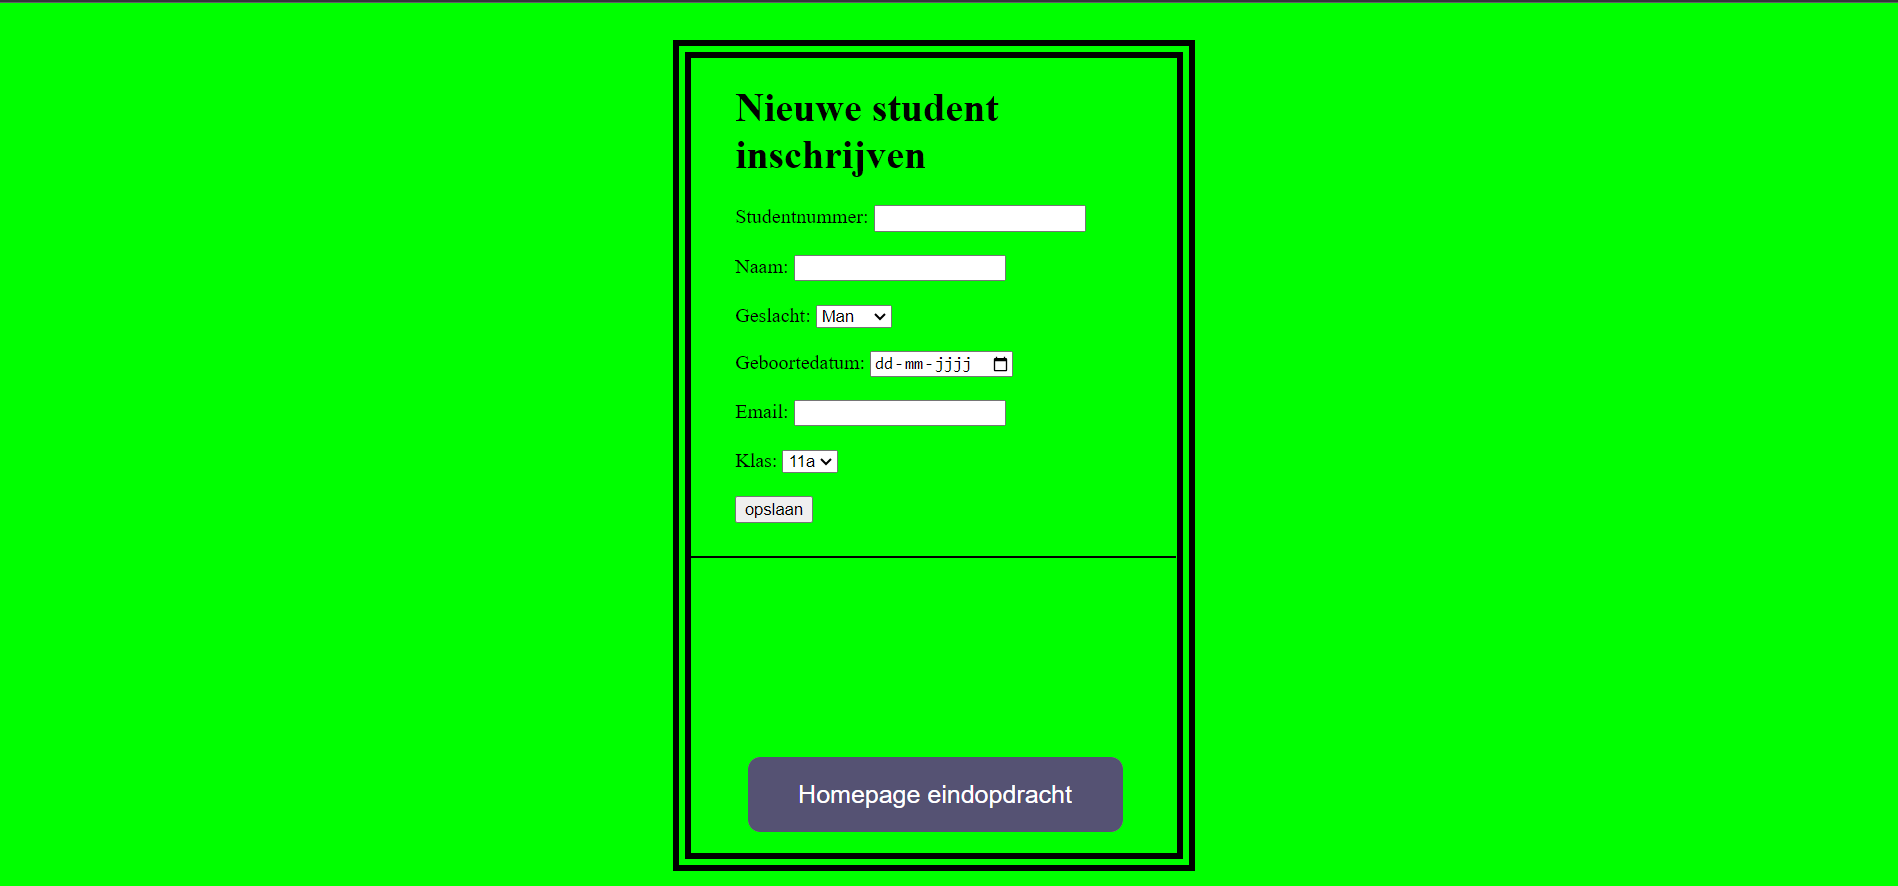 Nieuwe student
inschrijven
Studentnummer:
Naam:
Geslacht: Man
Geboortedatum: dd-mm-jjjj
Email:
Klas: 11a
opslaan
Homepage eindopdracht